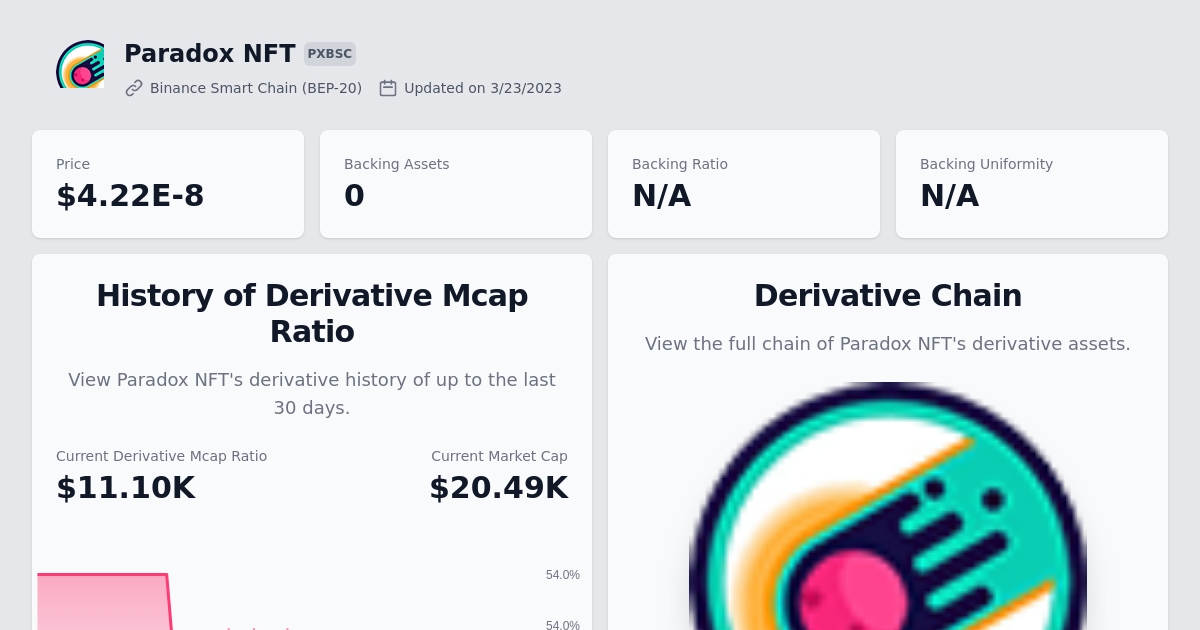 Paradox NFT PXBSC
Binance Smart Chain (BEP-20) Updated on 3/23/2023
Price
$4.22E-8
Backing Assets
0
Backing Ratio
N/A
Backing Uniformity
N/A
History of Derivative Mcap
Ratio
View Paradox NFT's derivative history of up to the last
30 days.
Current Derivative Mcap Ratio
$11.10K
Current Market Cap
$20.49K
54.0%
54.0%
Derivative Chain
View the full chain of Paradox NFT's derivative assets.